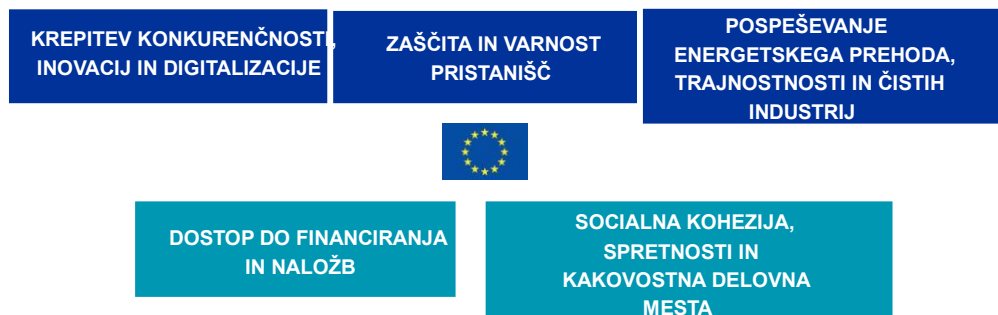 KREPITEV KONKURENČNOSTI,
INOVACIJ IN DIGITALIZACIJE
ZAŠČITA IN VARNOST
PRISTANIŠČ
POSPEŠEVANJE
ENERGETSKEGA PREHODA,
TRAJNOSTNOSTI IN ČISTIH
INDUSTRIJ
DOSTOP DO FINANCIRANJA
IN NALOŽB
SOCIALNA KOHEZIJA,
SPRETNOSTI IN
KAKOVOSTNA DELOVNA
MESTA